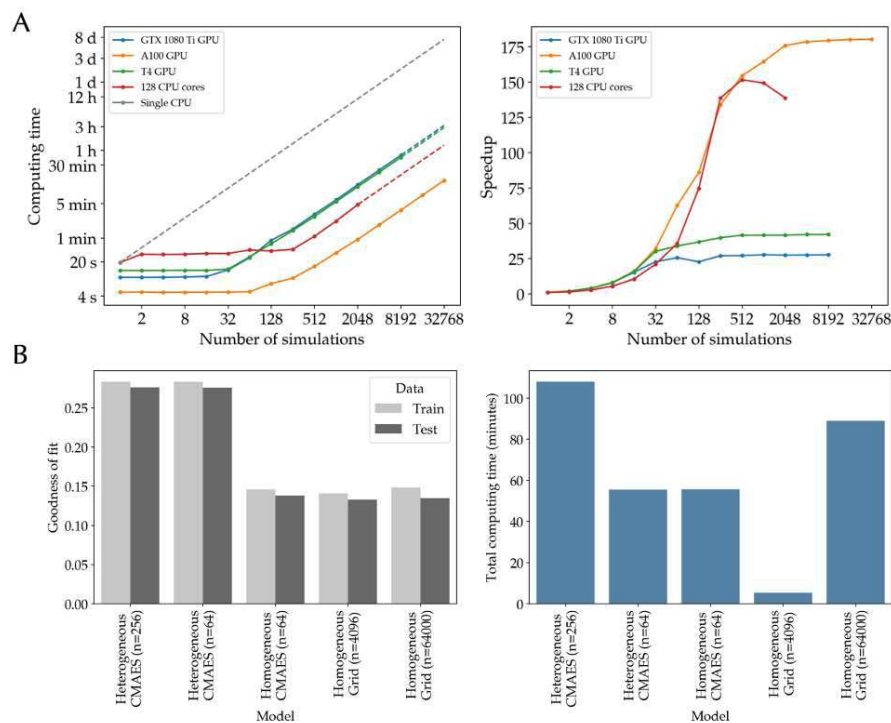 A
8 d
3 d
1 d
12 h
3 h
1 h
30 min
5 min
1 min
20 s
4 s
Computing time
GTX 1080 Ti GPU
A100 GPU
T4 GPU
128 CPU cores
Single CPU
2
8
32
128
512
2048
8192
32768
Number of simulations
175
150
125
100
75
50
25
0
Speedup
GTX 1080 Ti GPU
A100 GPU
T4 GPU
128 CPU cores
2
8
32
128
512
2048
8192
32768
Number of simulations
B
0.25
0.20
0.15
0.10
0.05
0.00
Goodness of fit
Data
Train
Test
Heterogeneous
CMAES (n=256)
Heterogeneous
CMAES (n=64)
Homogeneous
CMAES (n=64)
Homogeneous
Grid (n=4096)
Homogeneous
Grid (n=64000)
Model
100
80
60
40
20
0
Total computing time (minutes)
Heterogeneous
CMAES (n=256)
Heterogeneous
CMAES (n=64)
Homogeneous
CMAES (n=64)
Homogeneous
Grid (n=4096)
Homogeneous
Grid (n=64000)
Model